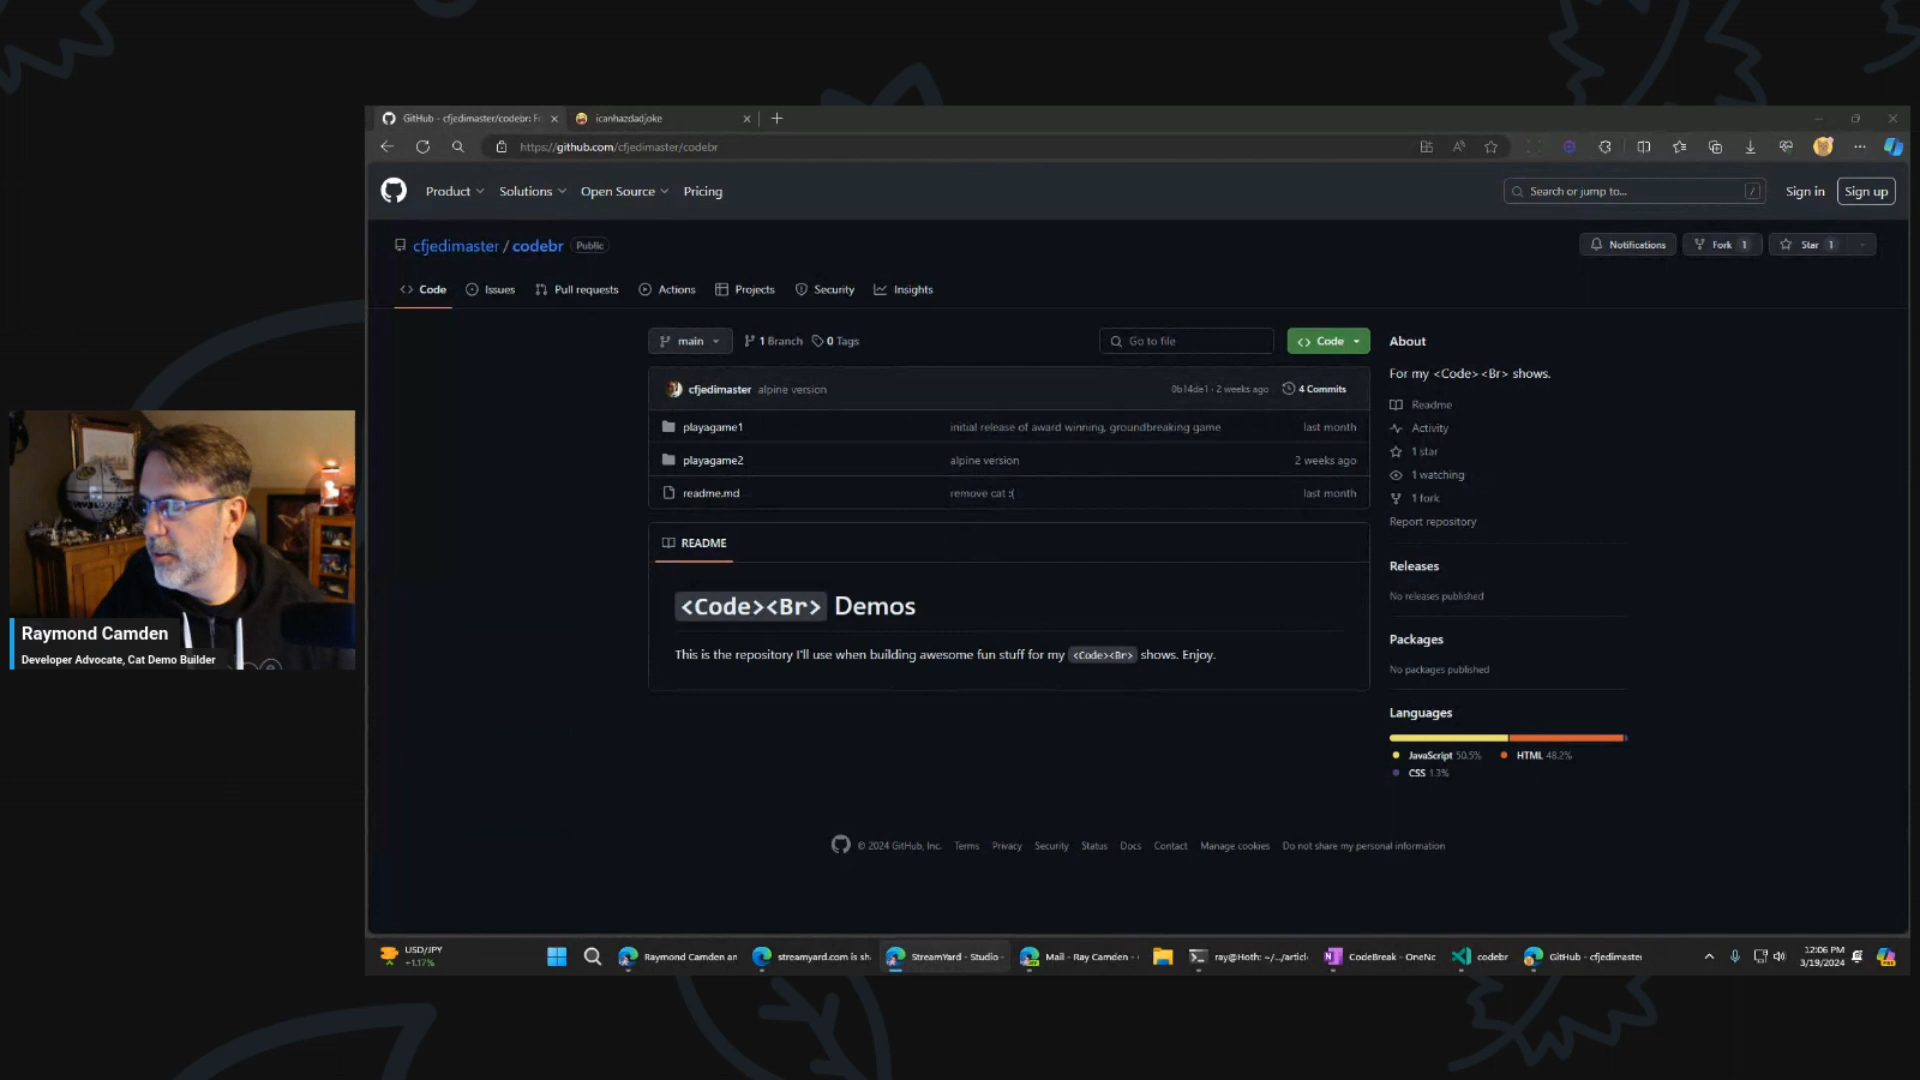 GitHub - cfjedimaster/codebr: F
icanhazdadjoke
https://github.com/cfjedimaster/codebr
Product
Solutions
Open Source
Pricing
Search or jump to...
/
Sign in
Sign up
cfjedimaster / codebr
Public
Notifications
Fork 1
Star 1
Code
Issues
Pull requests
Actions
Projects
Security
Insights
main
1 Branch
0 Tags
Go to file
Code
cfjedimaster alpine version
0b14de1 · 2 weeks ago
4 Commits
playagame1
initial release of award winning, groundbreaking game
last month
playagame2
alpine version
2 weeks ago
readme.md
remove cat :(
last month
README
<Code><Br> Demos
This is the repository I'll use when building awesome fun stuff for my <Code><Br> shows. Enjoy.
About
For my <Code><Br> shows.
Readme
Activity
1 star
1 watching
1 fork
Report repository
Releases
No releases published
Packages
No packages published
Languages
JavaScript 50.5%
HTML 48.2%
CSS 1.3%
© 2024 GitHub, Inc.
Terms
Privacy
Security
Status
Docs
Contact
Manage cookies
Do not share my personal information
Raymond Camden
Developer Advocate, Cat Demo Builder
USD/JPY
+1.17%
Raymond Camden an
streamyard.com is sh
StreamYard - Studio -
Mail - Ray Camden -
ray@Hoth: ~/../articl
CodeBreak - OneNc
codebr
GitHub - cfjedimaster
12:06 PM
3/19/2024